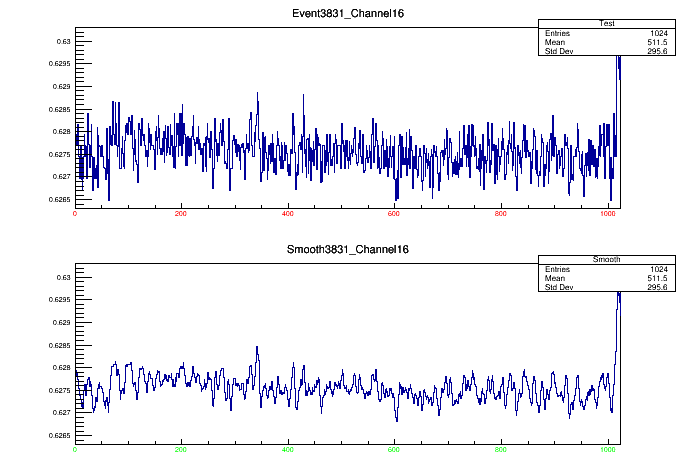 Event3831_Channel16
Test
Entries 1024
Mean 511.5
Std Dev 295.6
0.63
0.6295
0.629
0.6285
0.628
0.6275
0.627
0.6265
0 200 400 600 800 1000
Smooth3831_Channel16
Smooth
Entries 1024
Mean 511.5
Std Dev 295.6
0.63
0.6295
0.629
0.6285
0.628
0.6275
0.627
0.6265
0 200 400 600 800 1000